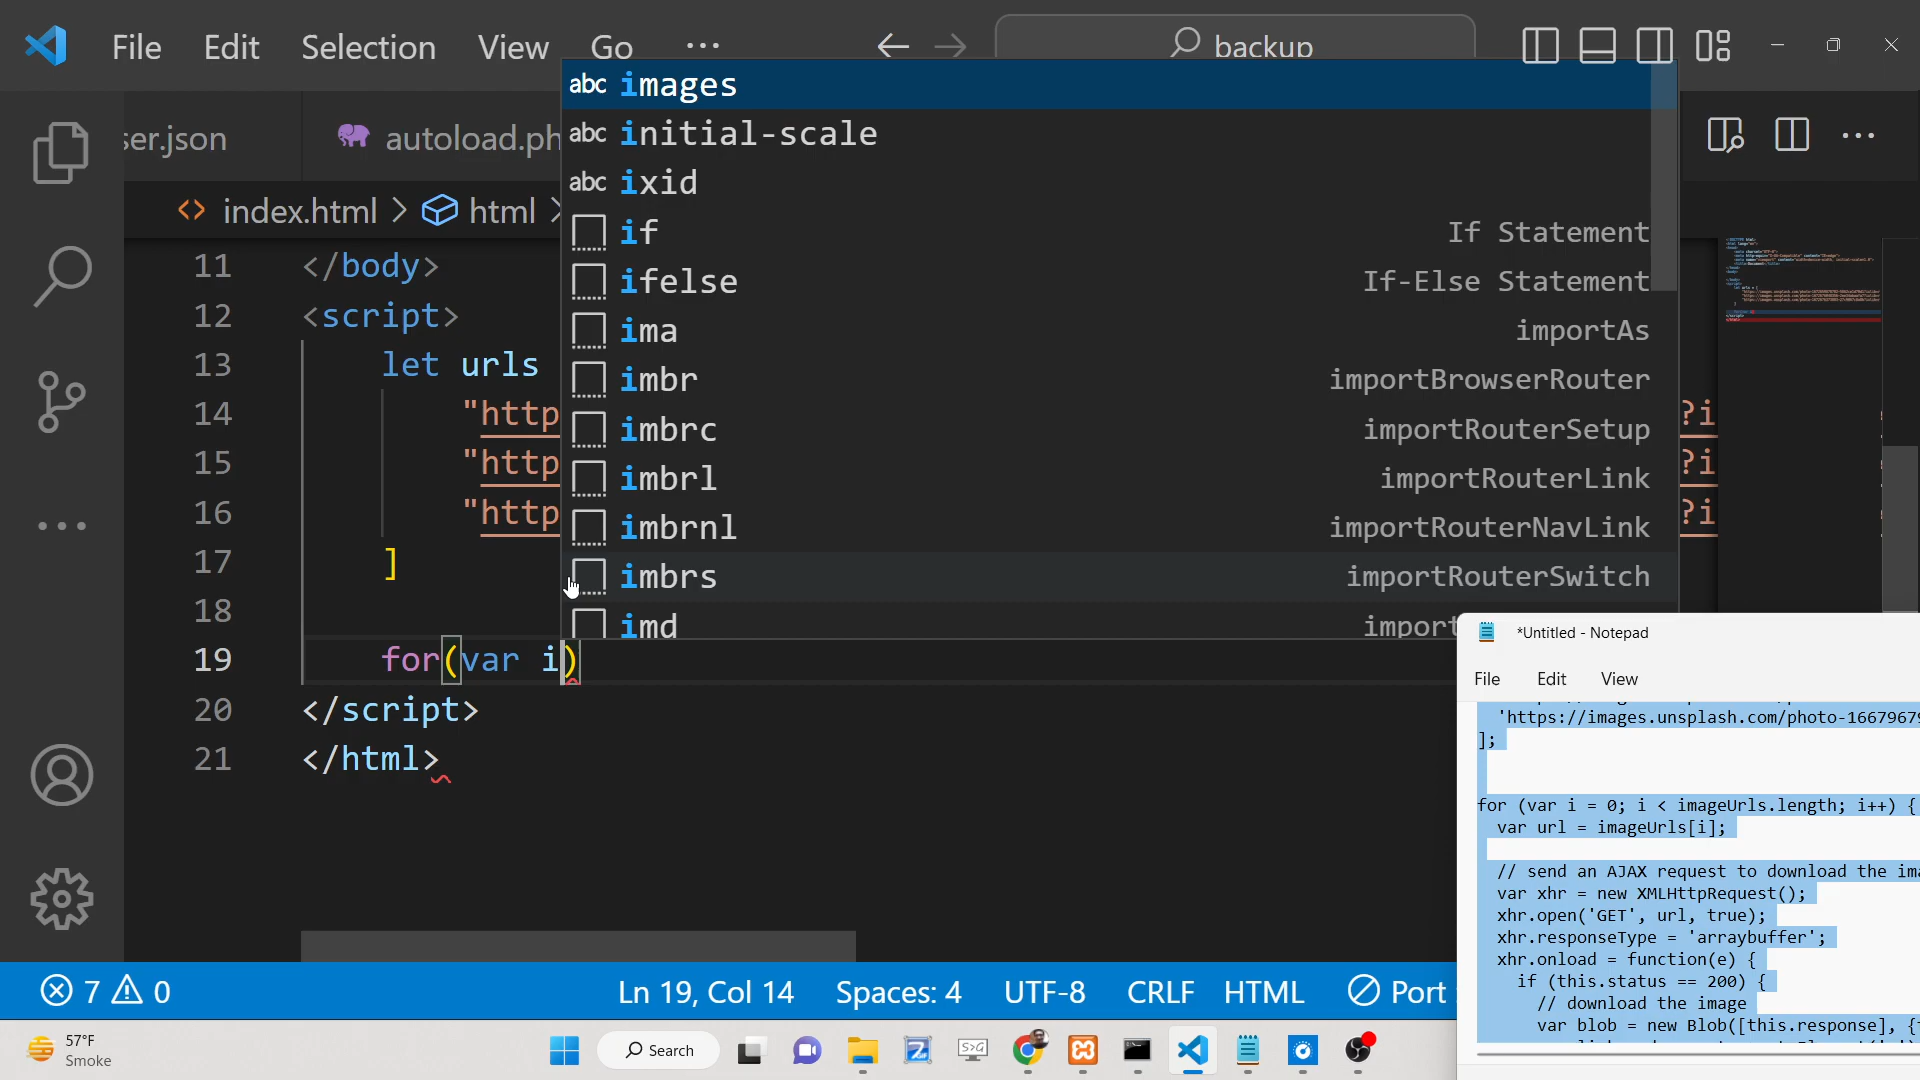 File Edit Selection View Go ... backup
ser.json autoload.ph
index.html > html >
images
initial-scale
ixid
if If Statement
ifelse If-Else Statement
ima importAs
imbr importBrowserRouter
imbrc importRouterSetup
imbrl importRouterLink
imbrnl importRouterNavLink
imbrs importRouterSwitch
imd import
11 </body>
12 <script>
13 let urls
14 "http ?i
15 "http ?i
16 "http ?i
17 ]
18
19 for(var i)
20 </script>
21 </html>
*Untitled - Notepad
File Edit View
'https://images.unsplash.com/photo-1667967
];
for (var i = 0; i < imageUrls.length; i++) {
var url = imageUrls[i];
// send an AJAX request to download the ima
var xhr = new XMLHttpRequest();
xhr.open('GET', url, true);
xhr.responseType = 'arraybuffer';
xhr.onload = function(e) {
if (this.status == 200) {
// download the image
var blob = new Blob([this.response], {
7 0 Ln 19, Col 14 Spaces: 4 UTF-8 CRLF HTML Port
57°F
Smoke
Search